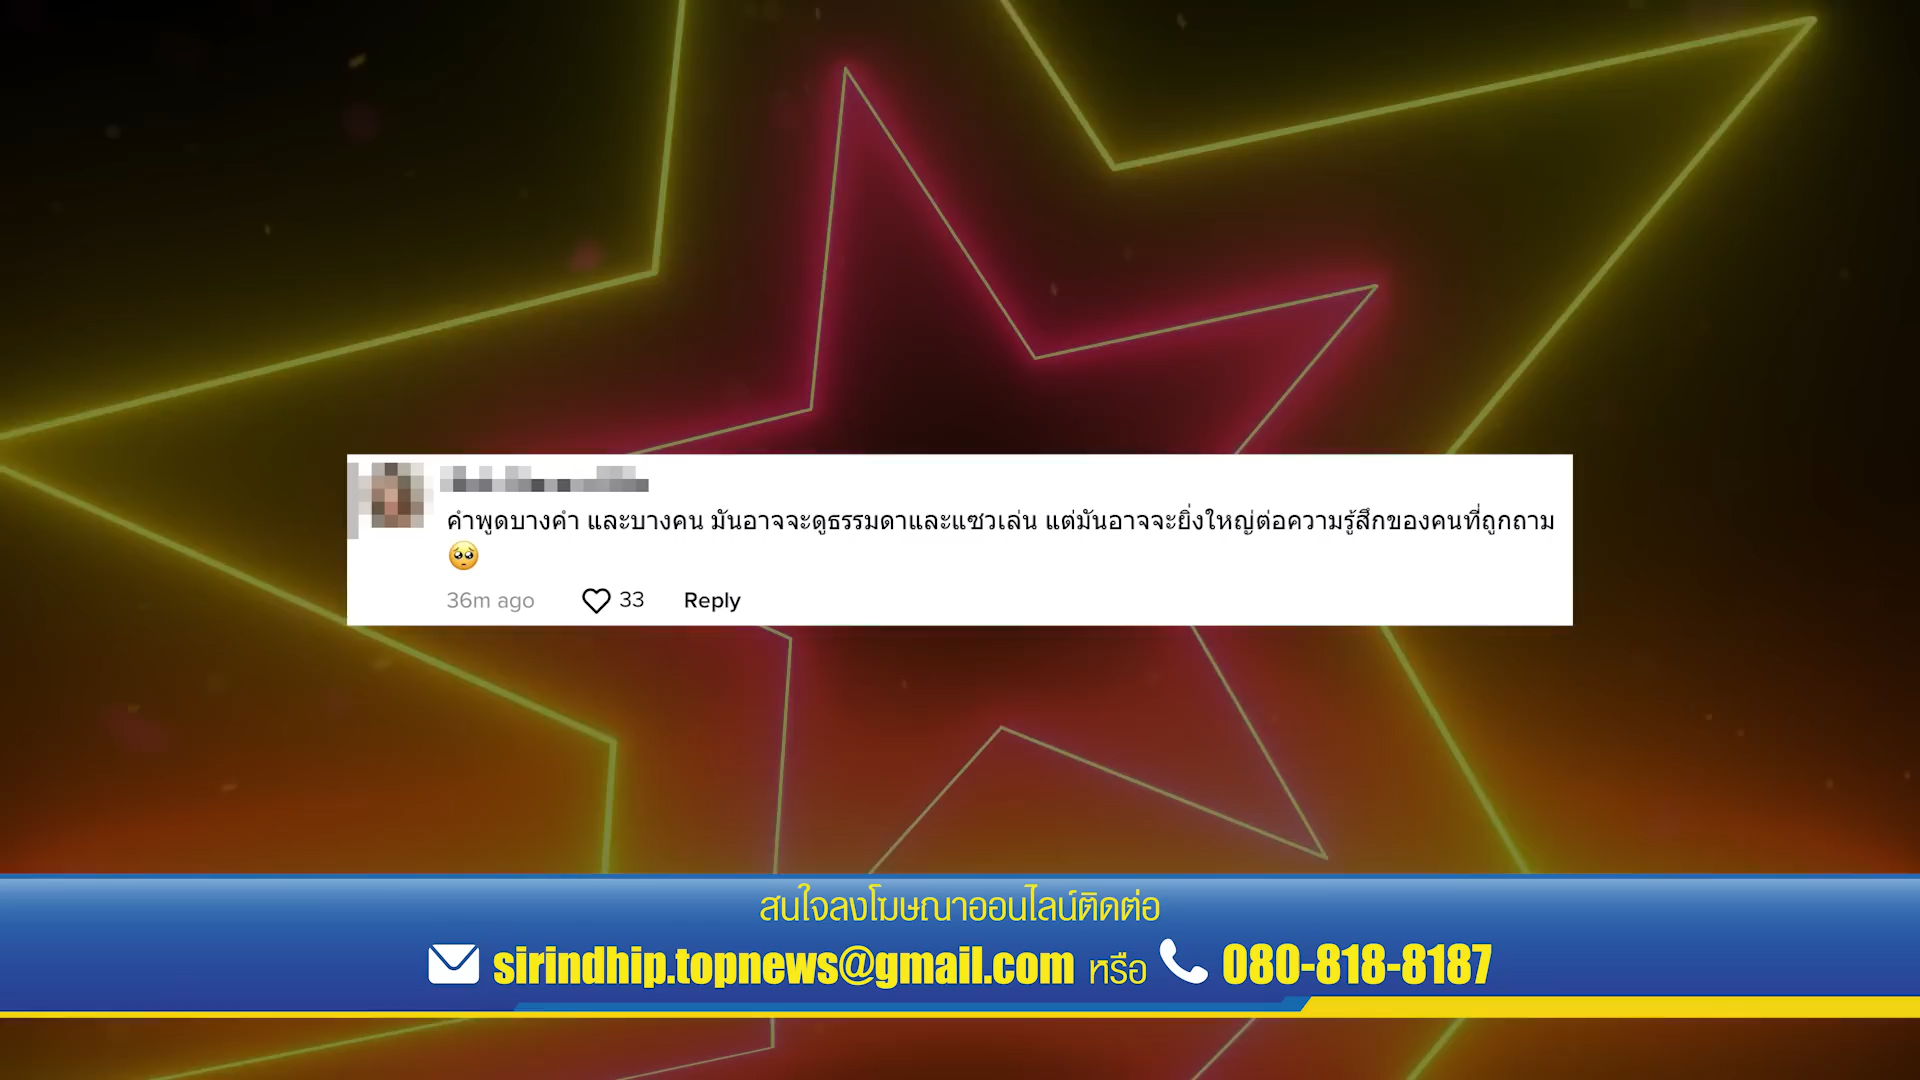 คำพูดบางคำ และบางคน มันอาจจะดูธรรมดาและแซวเล่น แต่มันอาจจะยิ่งใหญ่ต่อความรู้สึกของคนที่ถูกถาม
🥺
36m ago 33 Reply
สนใจลงโฆษณาออนไลน์ติดต่อ
sirindhip.topnews@gmail.com หรือ 080-818-8187